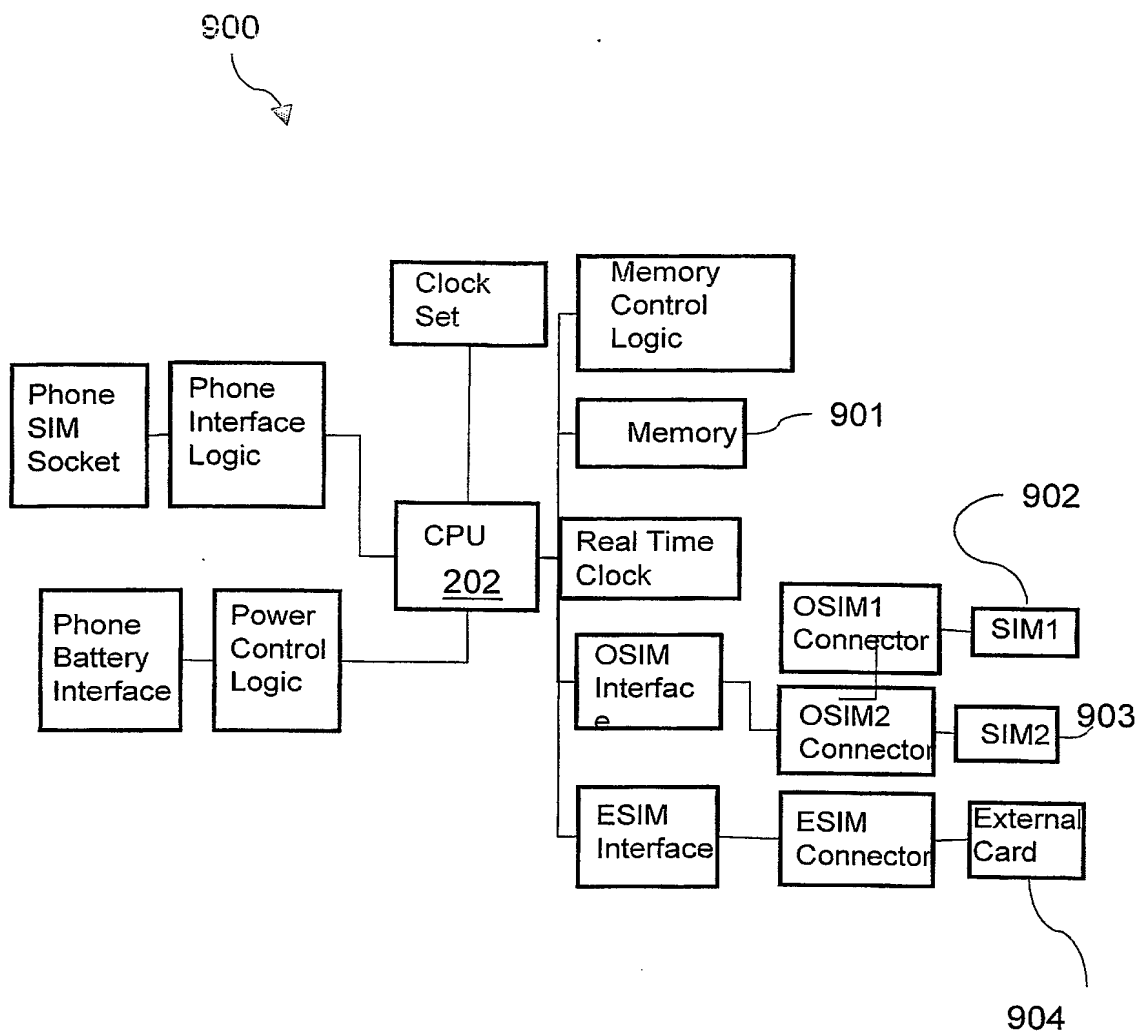 900
Clock
Set
Memory
Control
Logic
Phone
SIM
Socket
Phone
Interface
Logic
Memory
901
CPU
202
Real Time
Clock
902
Phone
Battery
Interface
Power
Control
Logic
OSIM
Interfac
e
OSIM1
Connector
SIM1
OSIM2
Connector
SIM2
903
ESIM
Interface
ESIM
Connector
External
Card
904